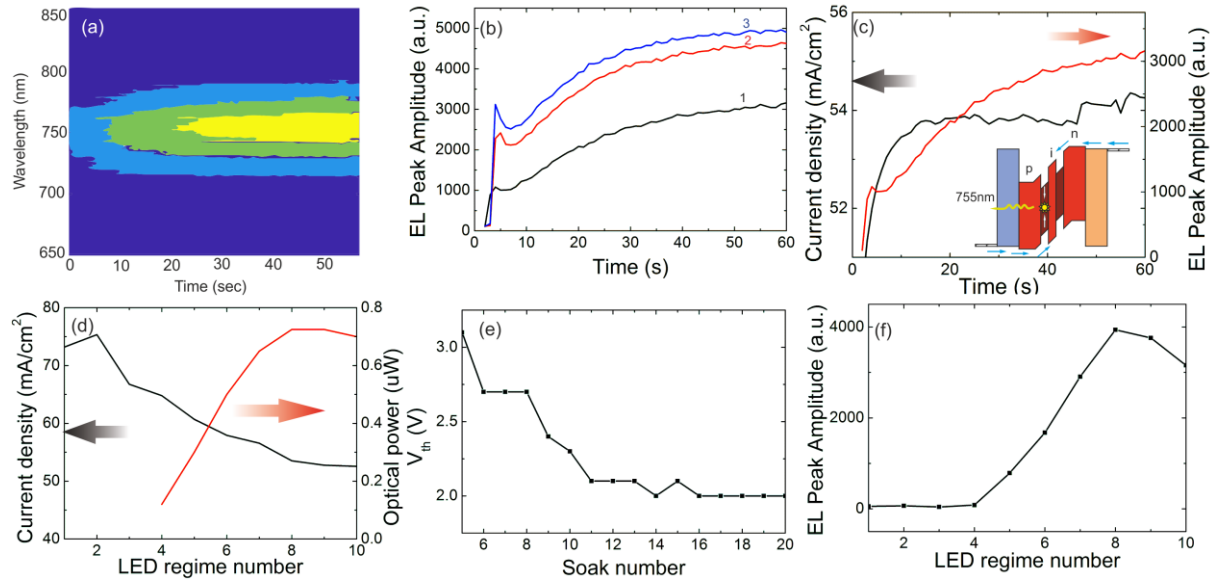 (a)
850
800
750
700
650
Wavelength (nm)
0 10 20 30 40 50
Time (sec)
(b)
5000
4000
3000
2000
1000
0
EL Peak Amplitude (a.u.)
3
2
1
0 10 20 30 40 50 60
Time (s)
(c)
56
54
52
Current density (mA/cm²)
3000
2000
1000
0
EL Peak Amplitude (a.u.)
p
i
n
755nm
0 20 40 60
Time (s)
(d)
80
75
70
65
60
55
50
45
40
Current density (mA/cm²)
0.8
0.6
0.4
0.2
0.0
Optical power (uW)
2 4 6 8 10
LED regime number
(e)
3.0
2.5
2.0
V_th (V)
6 8 10 12 14 16 18 20
Soak number
(f)
4000
2000
0
EL Peak Amplitude (a.u.)
2 4 6 8 10
LED regime number